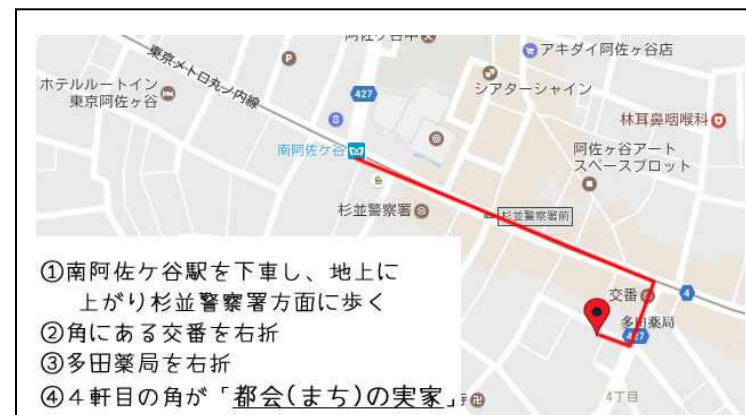 阿佐ケ谷中
アキダイ阿佐ヶ谷店
東京メトロ丸ノ内線
P
シアターシャイン
ホテルルートイン
東京阿佐ヶ谷
427
林耳鼻咽喉科
南阿佐ケ谷
阿佐ヶ谷アート
スペースプロット
杉並警察署
杉並警察署前
交番
4
多田薬局
427
4丁目
①南阿佐ケ谷駅を下車し、地上に
上がり杉並警察署方面に歩く
②角にある交番を右折
③多田薬局を右折
④4軒目の角が「都会(まち)の実家」